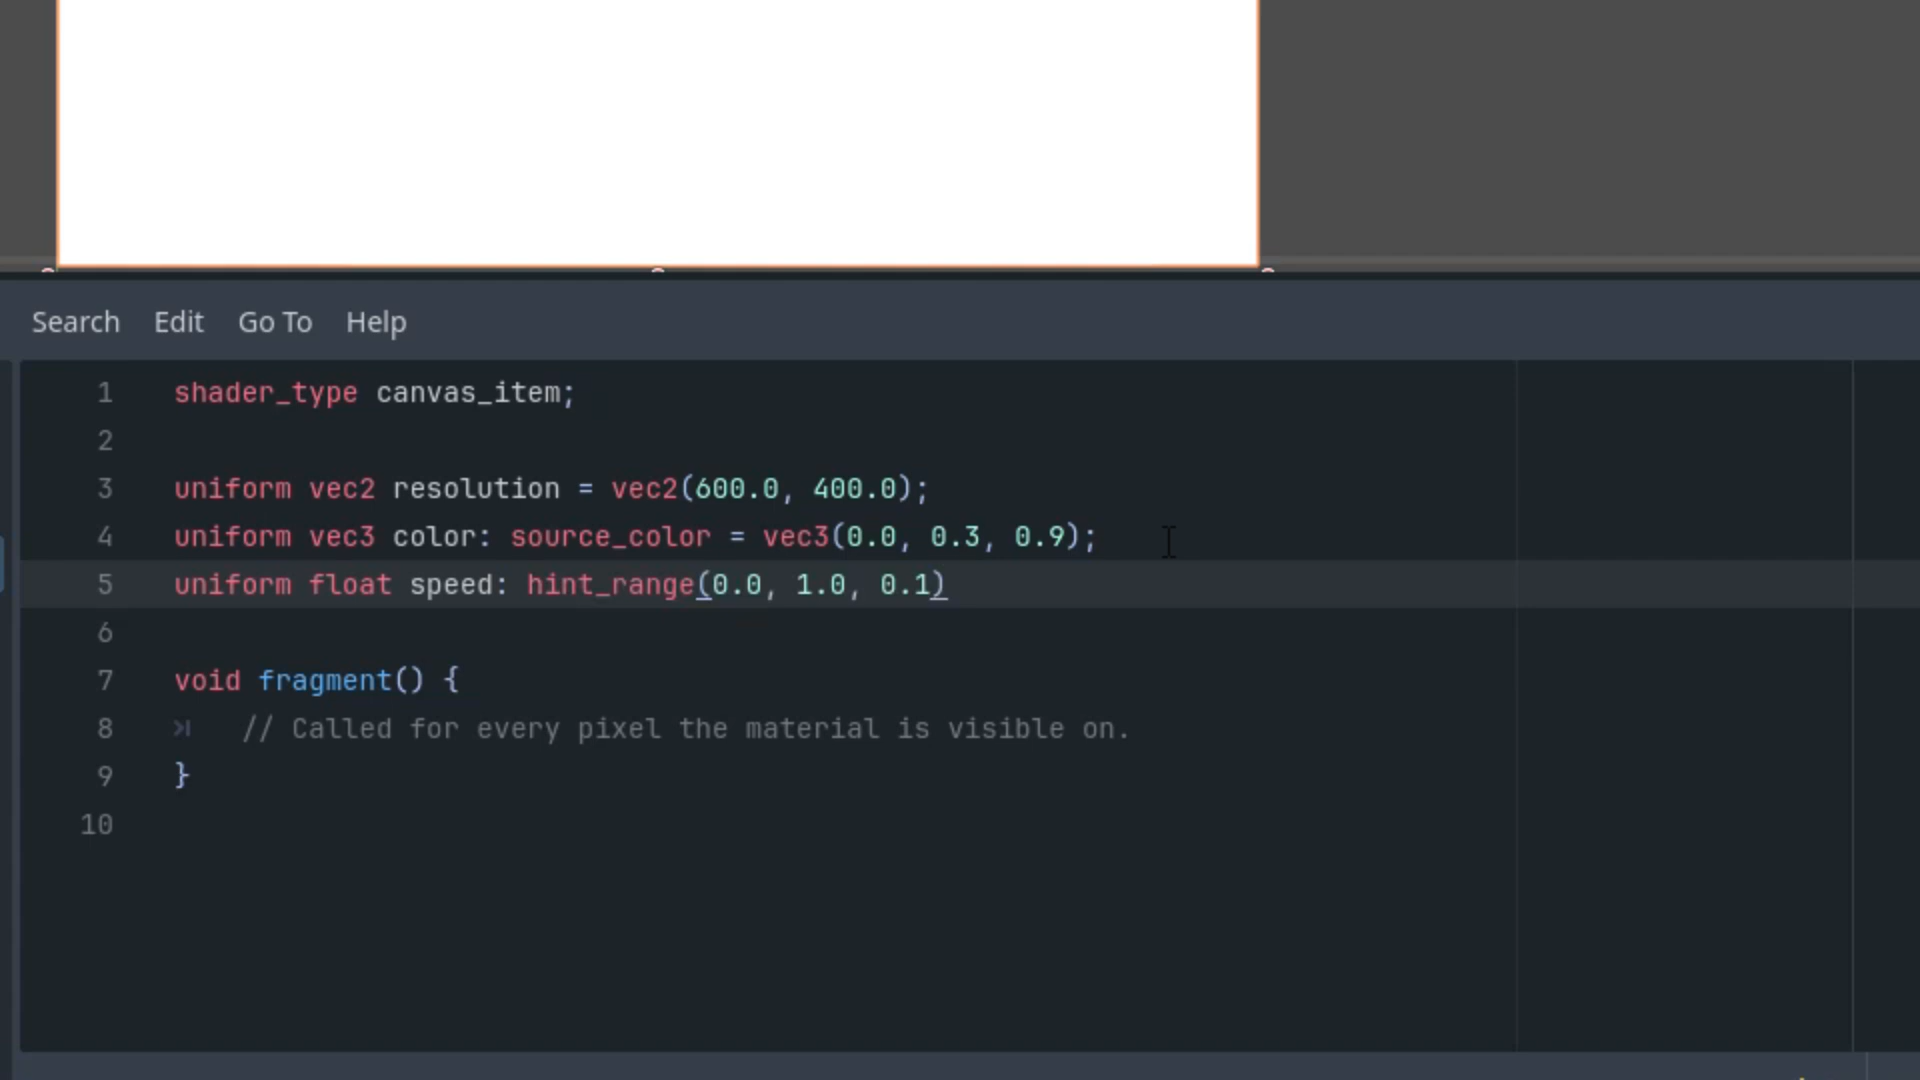 Search Edit Go To Help
1 shader_type canvas_item;
2
3 uniform vec2 resolution = vec2(600.0, 400.0);
4 uniform vec3 color: source_color = vec3(0.0, 0.3, 0.9);
5 uniform float speed: hint_range(0.0, 1.0, 0.1)
6
7 void fragment() {
8 // Called for every pixel the material is visible on.
9 }
10